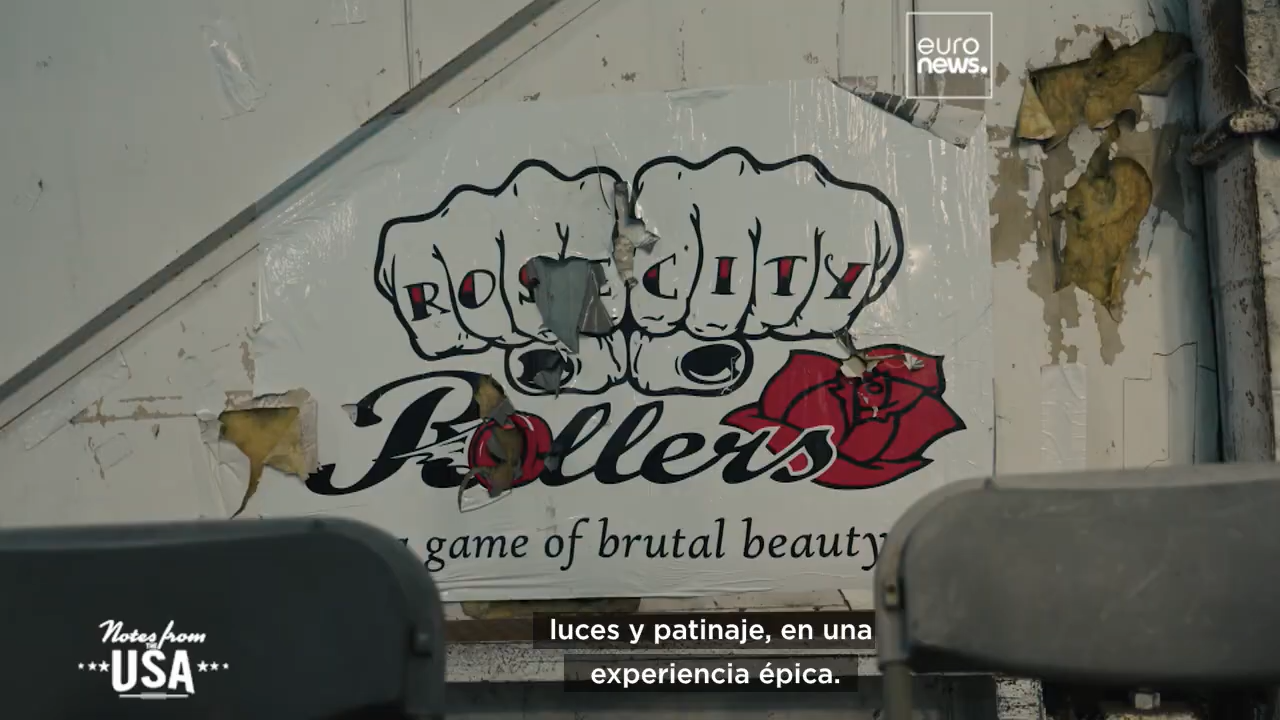 euro
news.
ROSE CITY
Rollers
a game of brutal beauty
Notes from
THE
USA
luces y patinaje, en una
experiencia épica.